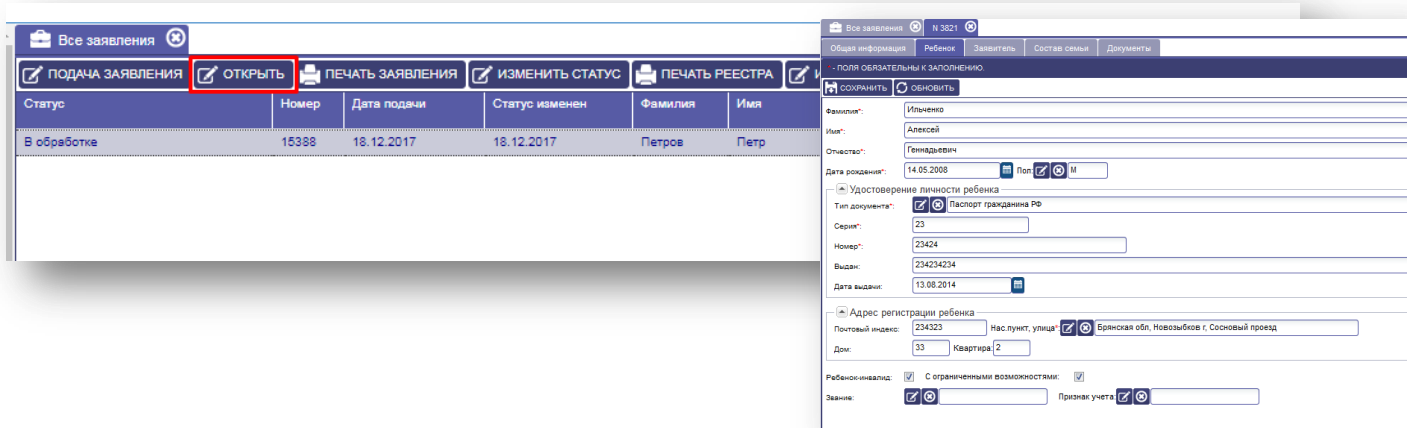 Все заявления
ПОДАЧА ЗАЯВЛЕНИЯ ОТКРЫТЬ ПЕЧАТЬ ЗАЯВЛЕНИЯ ИЗМЕНИТЬ СТАТУС ПЕЧАТЬ РЕЕСТРА
Статус Номер Дата подачи Статус изменен Фамилия Имя
В обработке 15388 18.12.2017 18.12.2017 Петров Петр
Все заявления N 3821
Общая информация Ребенок Заявитель Состав семьи Документы
*- ПОЛЯ ОБЯЗАТЕЛЬНЫ К ЗАПОЛНЕНИЮ.
СОХРАНИТЬ ОБНОВИТЬ
Фамилия*: Ильченко
Имя*: Алексей
Отчество*: Геннадьевич
Дата рождения*: 14.05.2008 Пол: М
Удостоверение личности ребенка
Тип документа*: Паспорт гражданина РФ
Серия*: 23
Номер*: 23424
Выдан: 234234234
Дата выдачи: 13.08.2014
Адрес регистрации ребенка
Почтовый индекс: 234323 Нас.пункт, улица*: Брянская обл, Новозыбков г, Сосновый проезд
Дом: 33 Квартира: 2
Ребенок-инвалид: С ограниченными возможностями:
Звание: Признак учета: